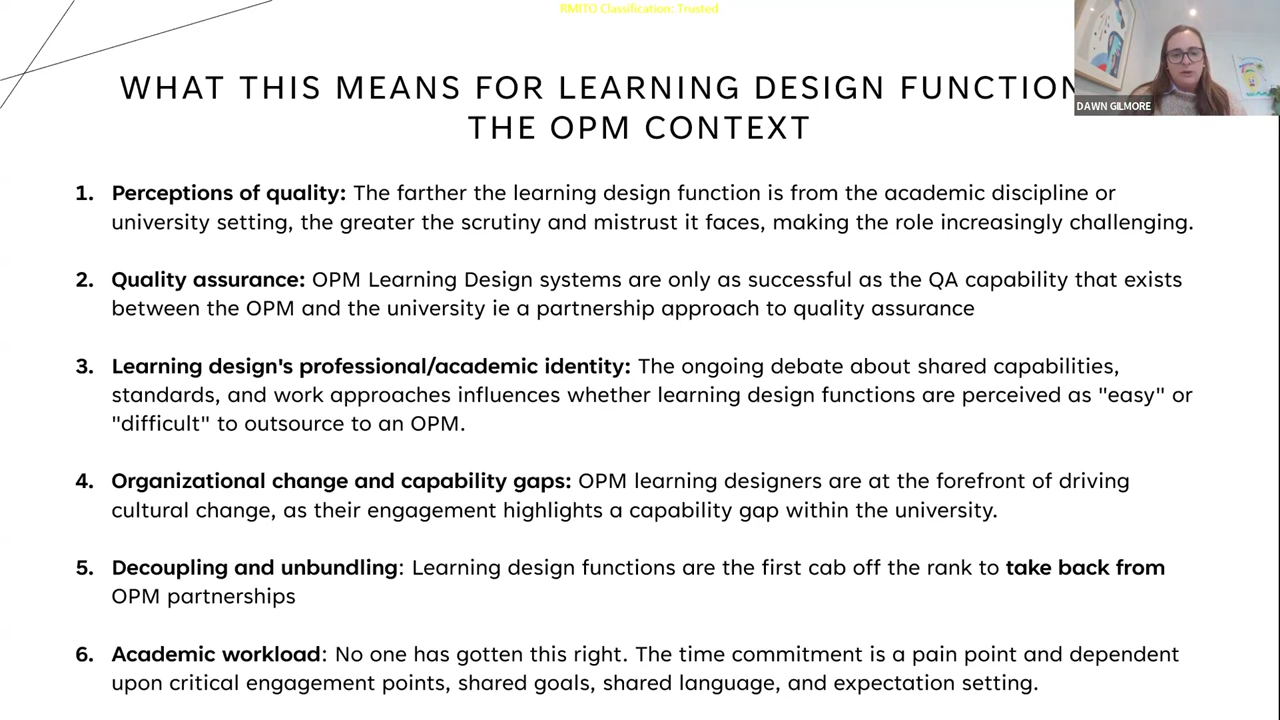 RMITO Classification: Trusted
WHAT THIS MEANS FOR LEARNING DESIGN FUNCTION
THE OPM CONTEXT
DAWN GILMORE
1. Perceptions of quality: The farther the learning design function is from the academic discipline or
university setting, the greater the scrutiny and mistrust it faces, making the role increasingly challenging.
2. Quality assurance: OPM Learning Design systems are only as successful as the QA capability that exists
between the OPM and the university ie a partnership approach to quality assurance
3. Learning design's professional/academic identity: The ongoing debate about shared capabilities,
standards, and work approaches influences whether learning design functions are perceived as "easy" or
"difficult" to outsource to an OPM.
4. Organizational change and capability gaps: OPM learning designers are at the forefront of driving
cultural change, as their engagement highlights a capability gap within the university.
5. Decoupling and unbundling: Learning design functions are the first cab off the rank to take back from
OPM partnerships
6. Academic workload: No one has gotten this right. The time commitment is a pain point and dependent
upon critical engagement points, shared goals, shared language, and expectation setting.